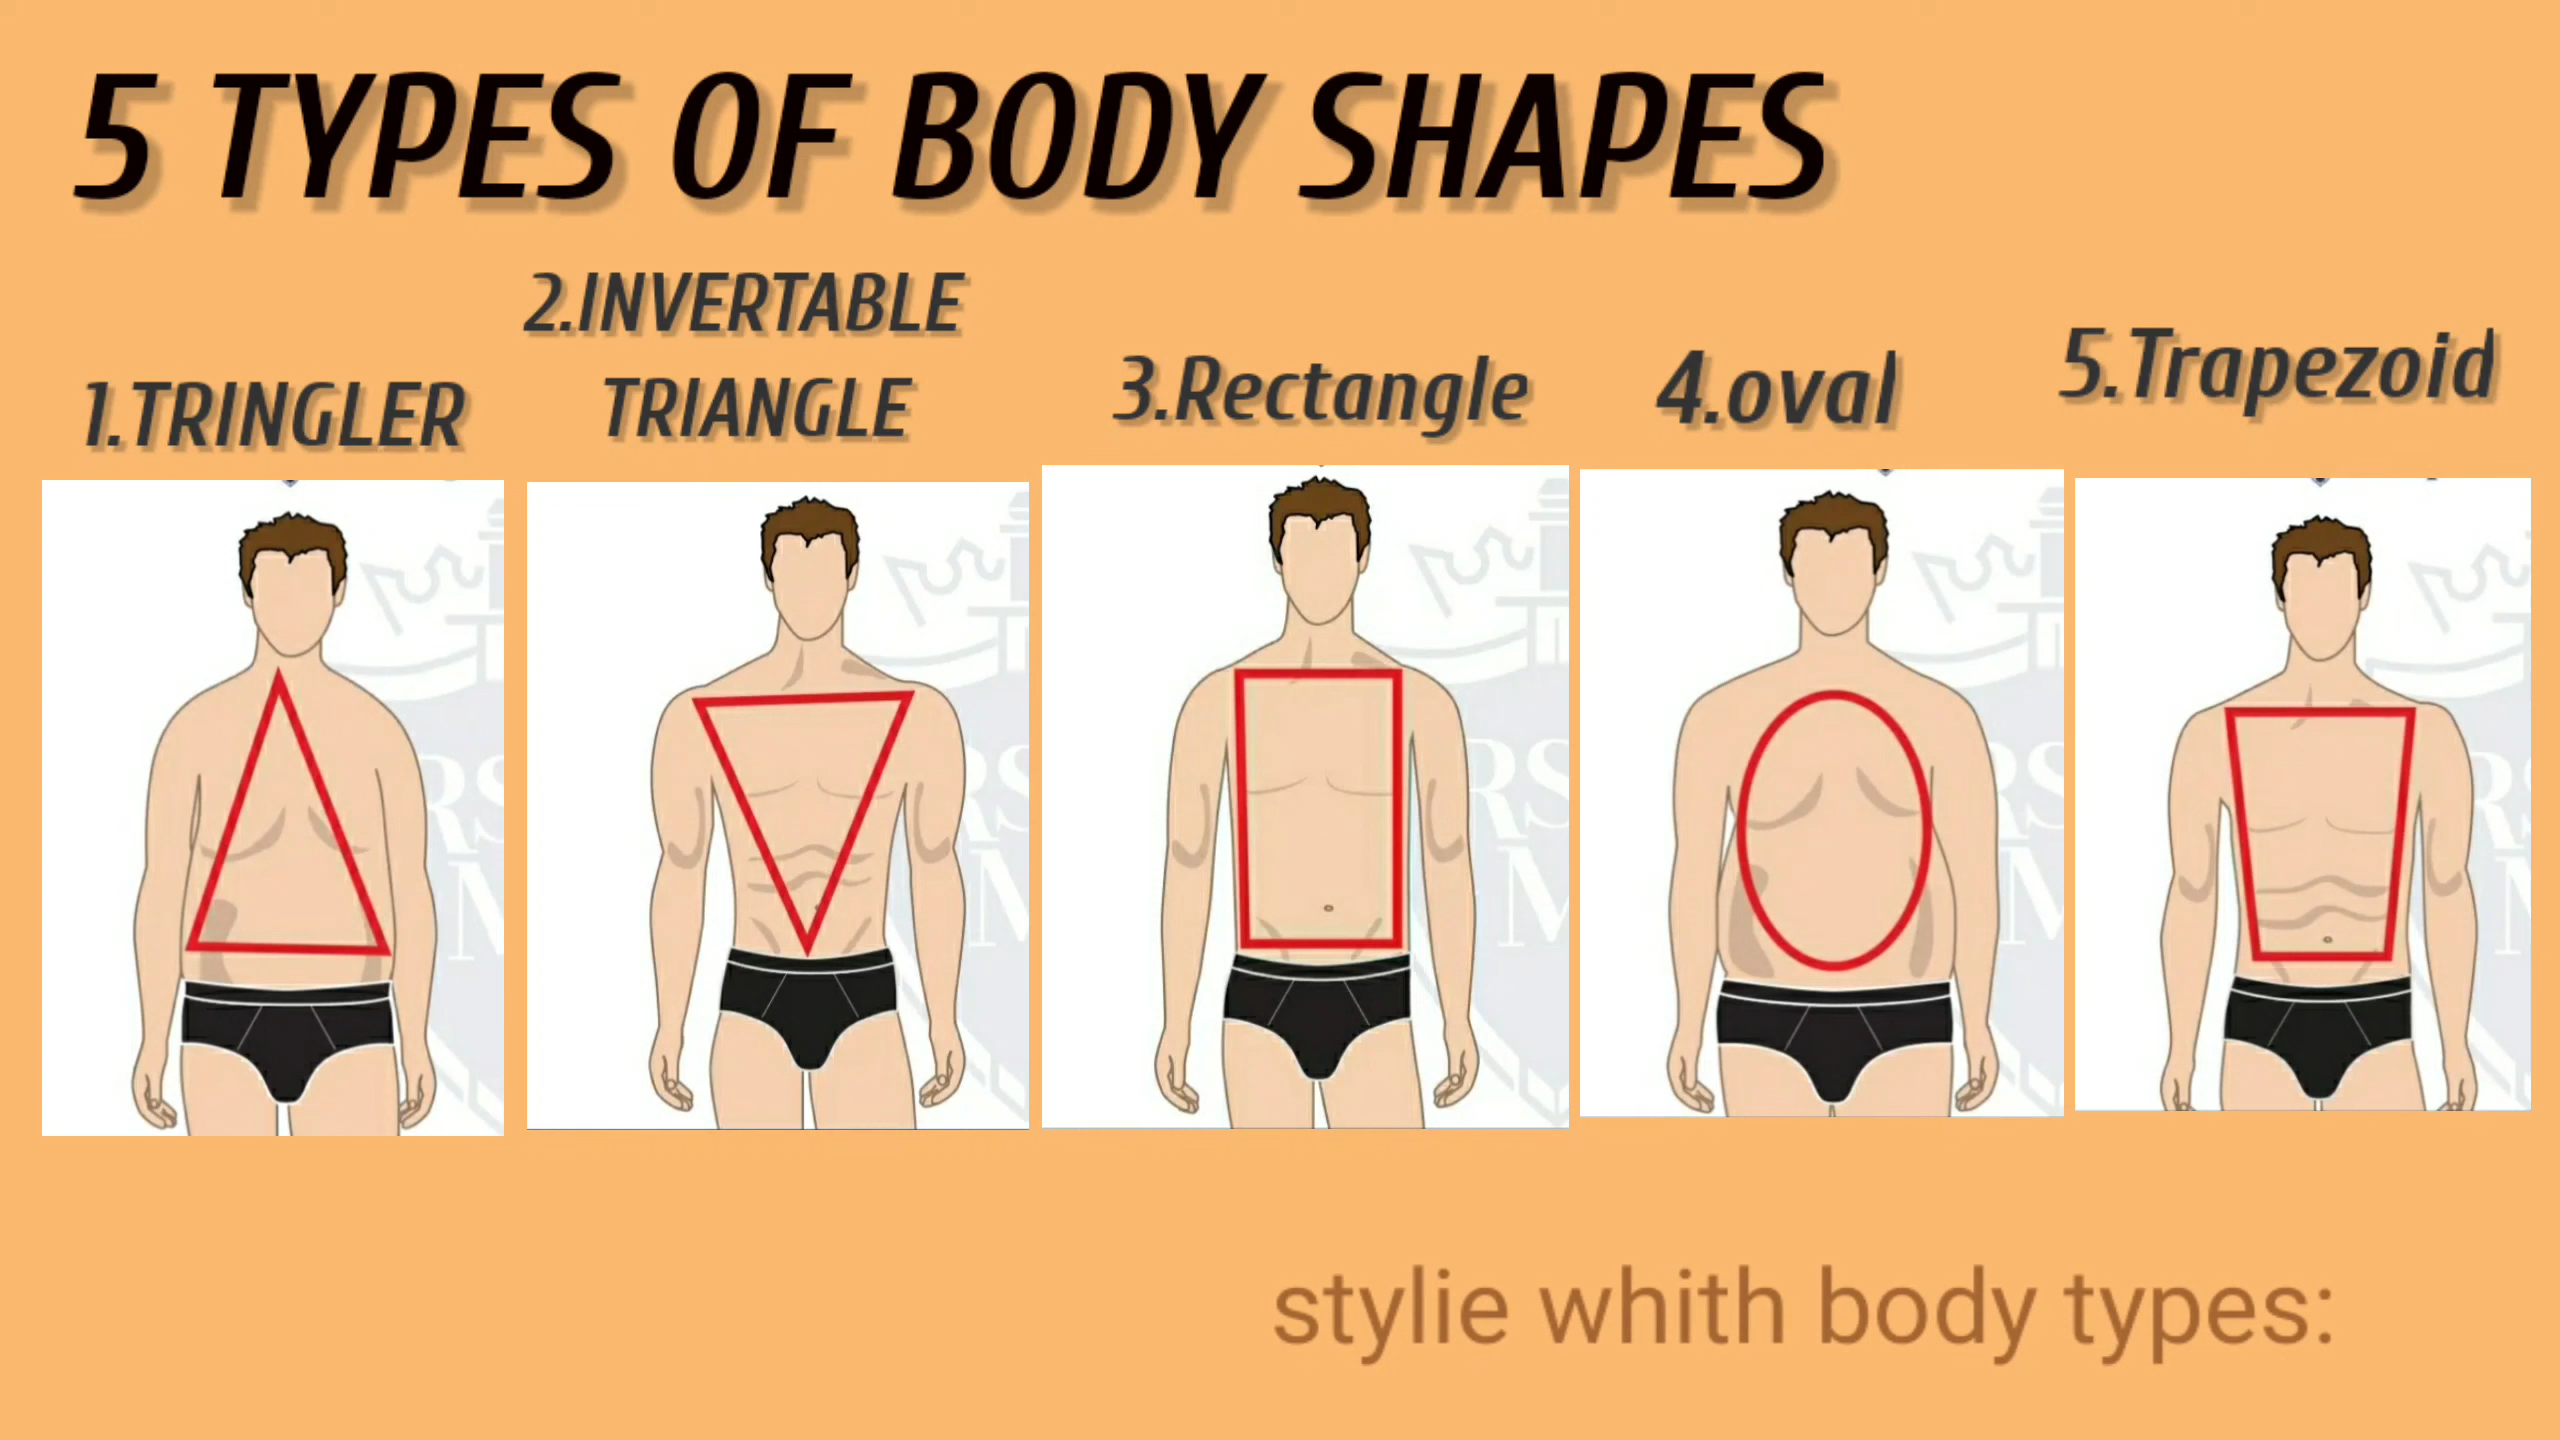 5 TYPES OF BODY SHAPES
1.TRINGLER
2.INVERTABLE
TRIANGLE
3.Rectangle
4.oval
5.Trapezoid
stylie whith body types: